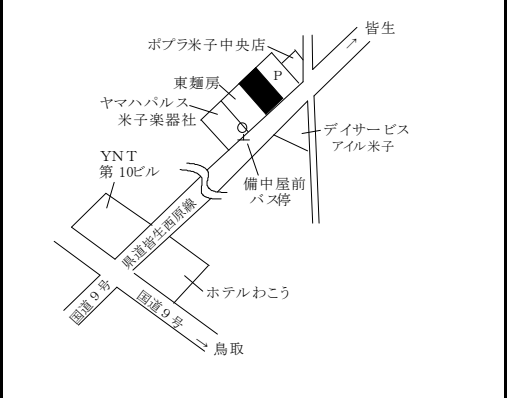 皆生
ポプラ米子中央店
P
東麺房
ヤマハパルス
米子楽器社
デイサービス
アイル米子
YNT
第10ビル
備中屋前
バス停
県道皆生西原線
ホテルわこう
国道9号
国道9号
鳥取